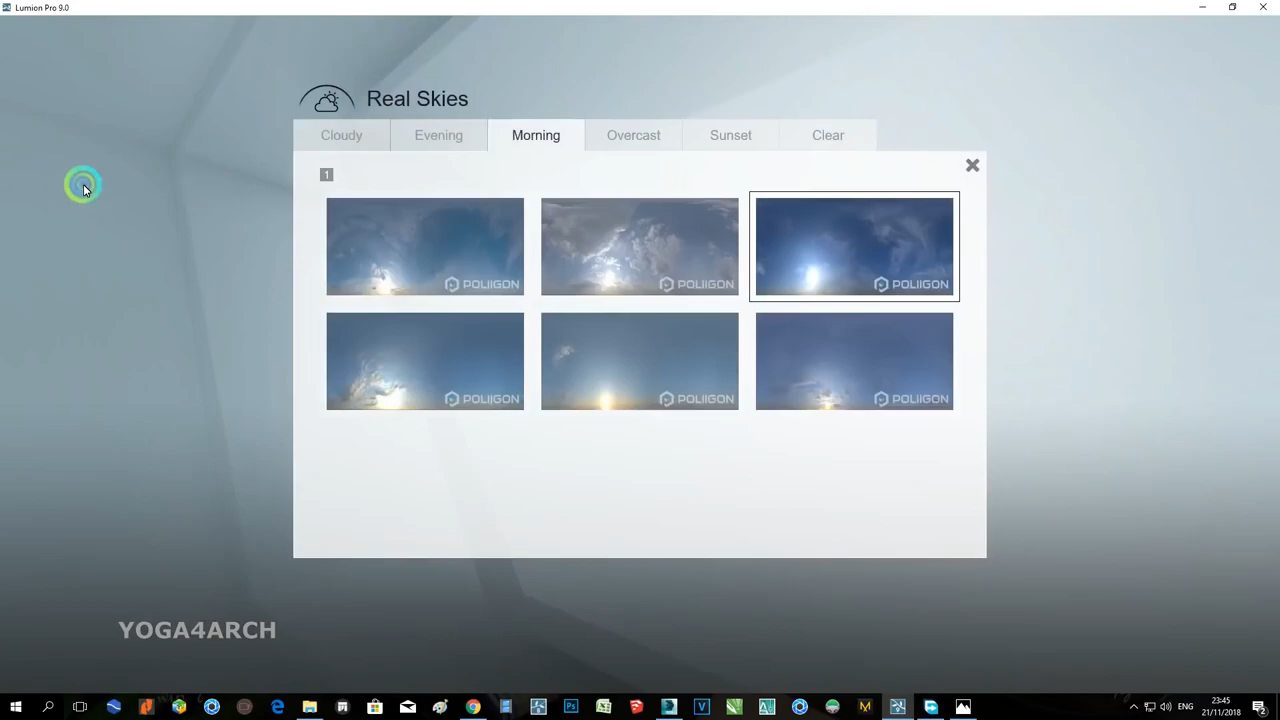 Lumion Pro 9.0
Real Skies
Cloudy
Evening
Morning
Overcast
Sunset
Clear
1
POLIIGON
POLIIGON
POLIIGON
POLIIGON
POLIIGON
POLIIGON
YOGA4ARCH
ENG
23:45
21/11/2018
2